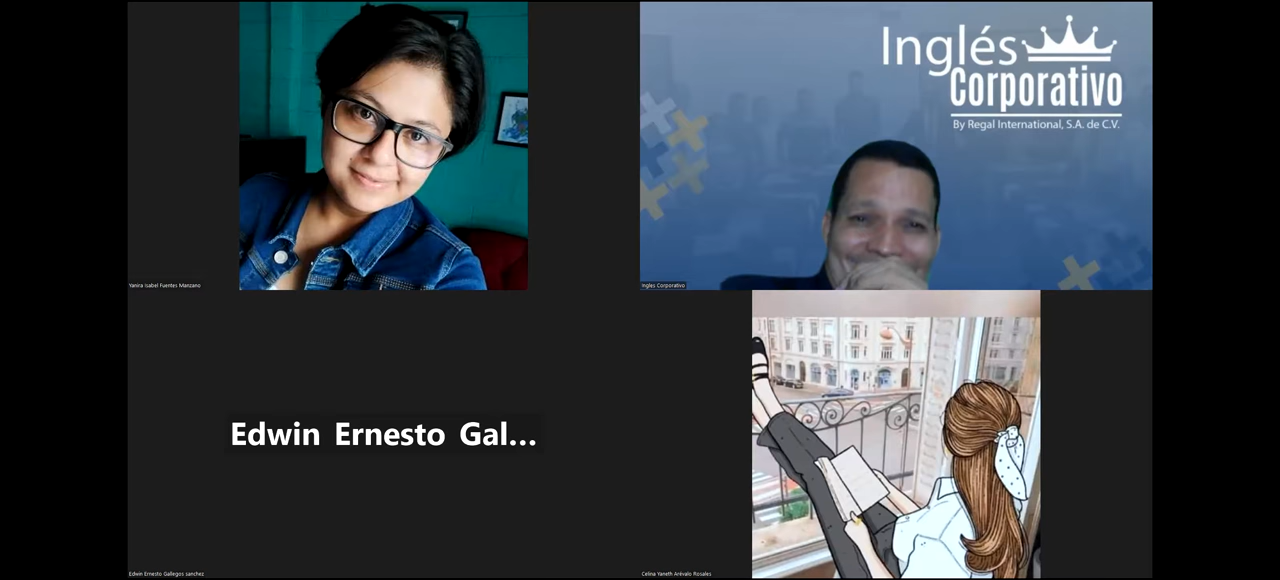 Inglés
Corporativo
By Regal International, S.A. de C.V.
Yanira Isabel Fuentes Manzano
Ingles Corporativo
Edwin Ernesto Gal...
Edwin Ernesto Gallegos sanchez
Celina Yaneth Arévalo Rosales